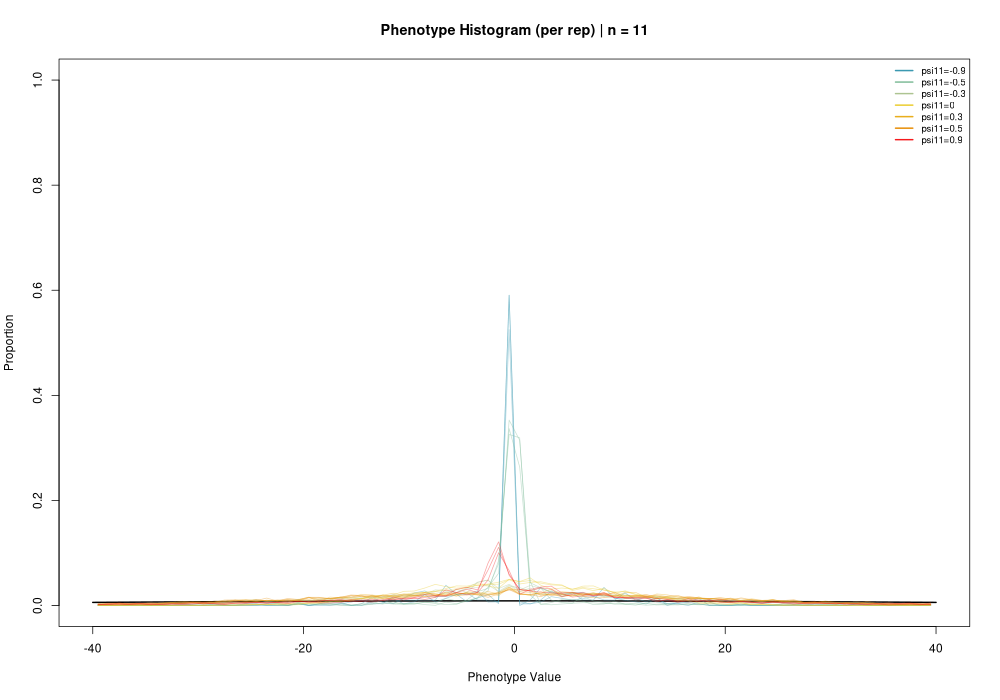 Phenotype Histogram (per rep) | n = 11
psi11=-0.9
psi11=-0.5
psi11=-0.3
psi11=0
psi11=0.3
psi11=0.5
psi11=0.9
1.0
0.8
0.6
0.4
0.2
0.0
Proportion
-40
-20
0
20
40
Phenotype Value